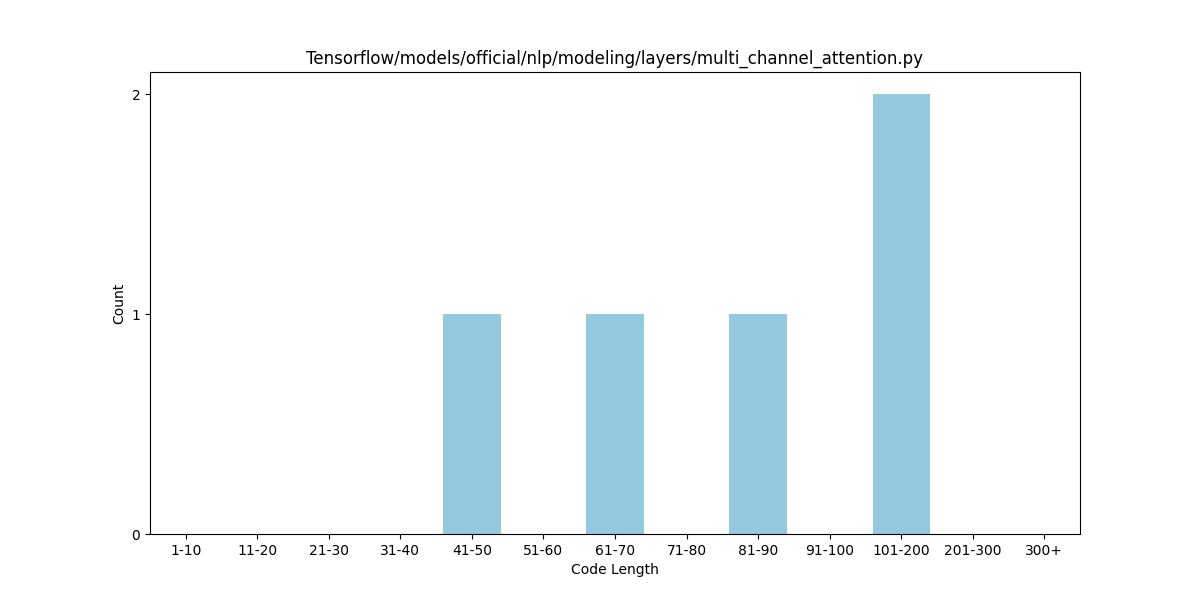 Tensorflow/models/official/nlp/modeling/layers/multi_channel_attention.py
2
1
0
Count
1-10 11-20 21-30 31-40 41-50 51-60 61-70 71-80 81-90 91-100 101-200 201-300 300+
Code Length